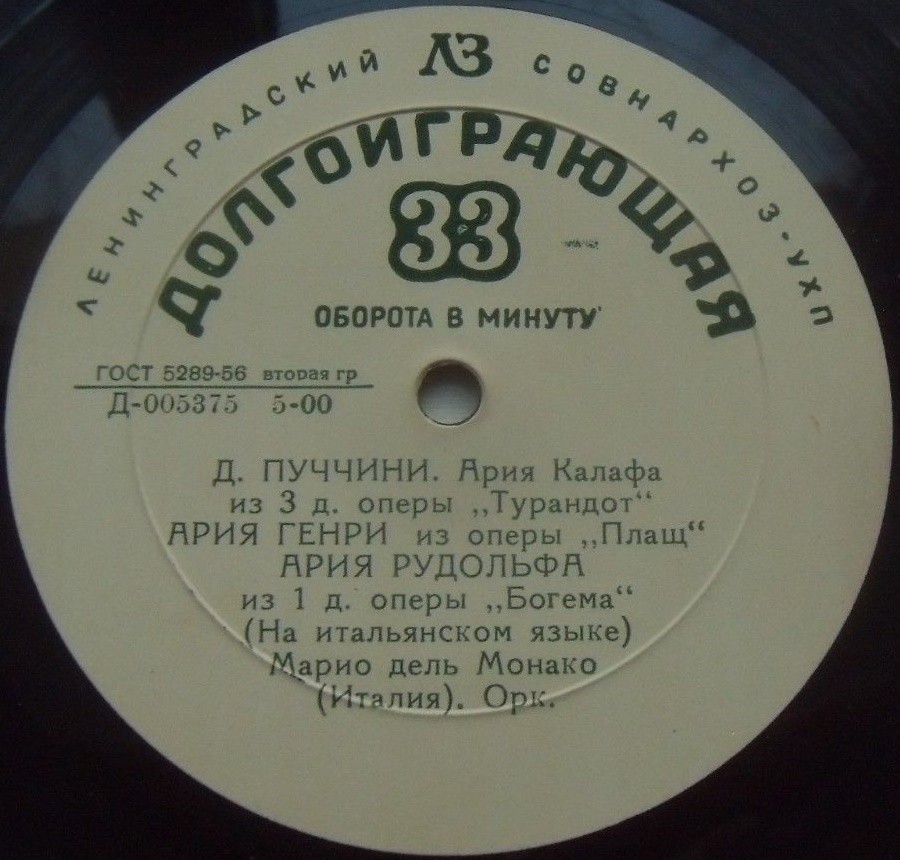 ЛЕНИНГРАДСКИЙ ЛЗ СОВНАРХОЗ-УХП
ДОЛГОИГРАЮЩАЯ
33
ОБОРОТА В МИНУТУ
ГОСТ 5289-56 вторая гр
Д-005375 5-00
Д. ПУЧЧИНИ. Ария Калафа
из 3 д. оперы „Турандот“
АРИЯ ГЕНРИ из оперы „Плащ“
АРИЯ РУДОЛЬФА
из 1 д. оперы „Богема“
(На итальянском языке)
Марио дель Монако
(Италия). Орк.